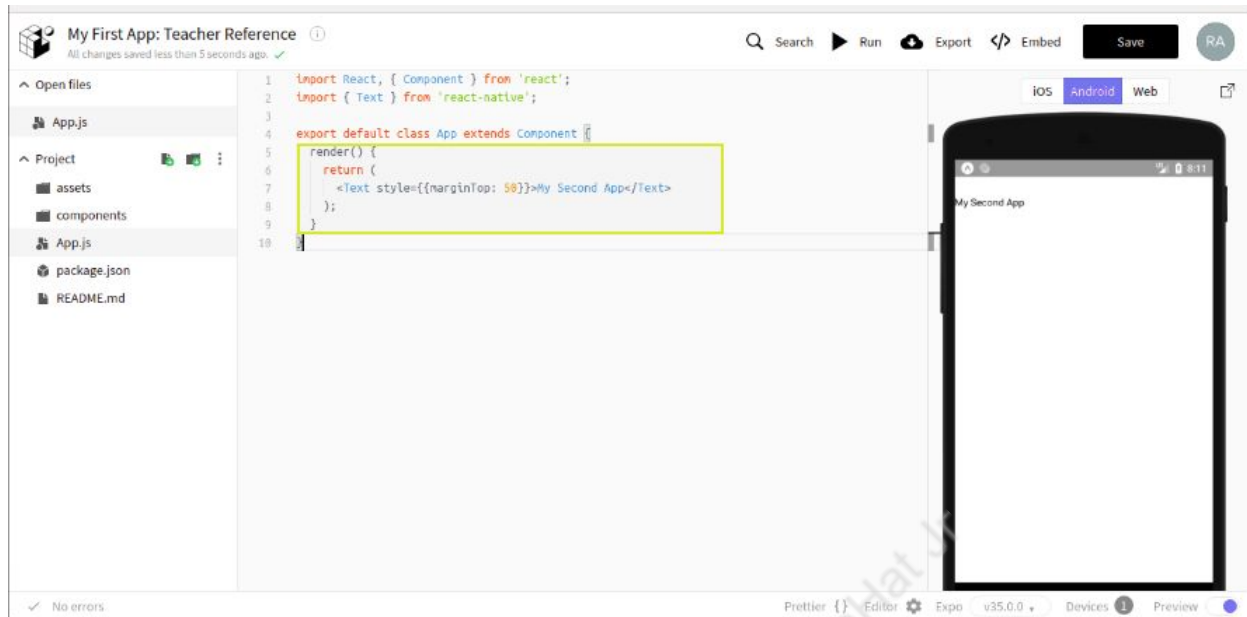 My First App: Teacher Reference
All changes saved less than 5 seconds ago.
Search Run Export Embed Save RA
Open files
App.js
Project
assets
components
App.js
package.json
README.md
1 import React, { Component } from 'react';
2 import { Text } from 'react-native';
3
4 export default class App extends Component {
5 render() {
6 return (
7 <Text style={{marginTop: 50}}>My Second App</Text>
8 );
9 }
10 }
iOS Android Web
8:11
My Second App
No errors
Prettier {} Editor Expo v35.0.0 Devices 1 Preview